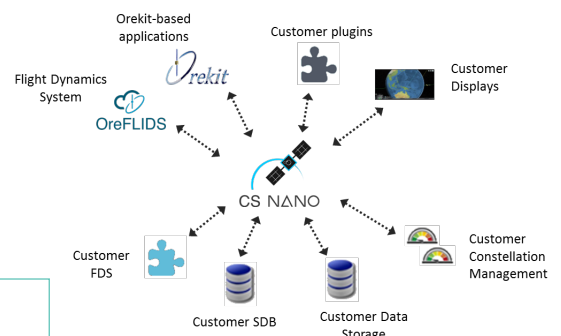 Orekit-based
applications
Customer plugins
Orekit
Customer
Displays
Flight Dynamics
System
OreFLIDS
CS NANO
Customer
FDS
Customer
Constellation
Management
Customer SDB
Customer Data
Storage